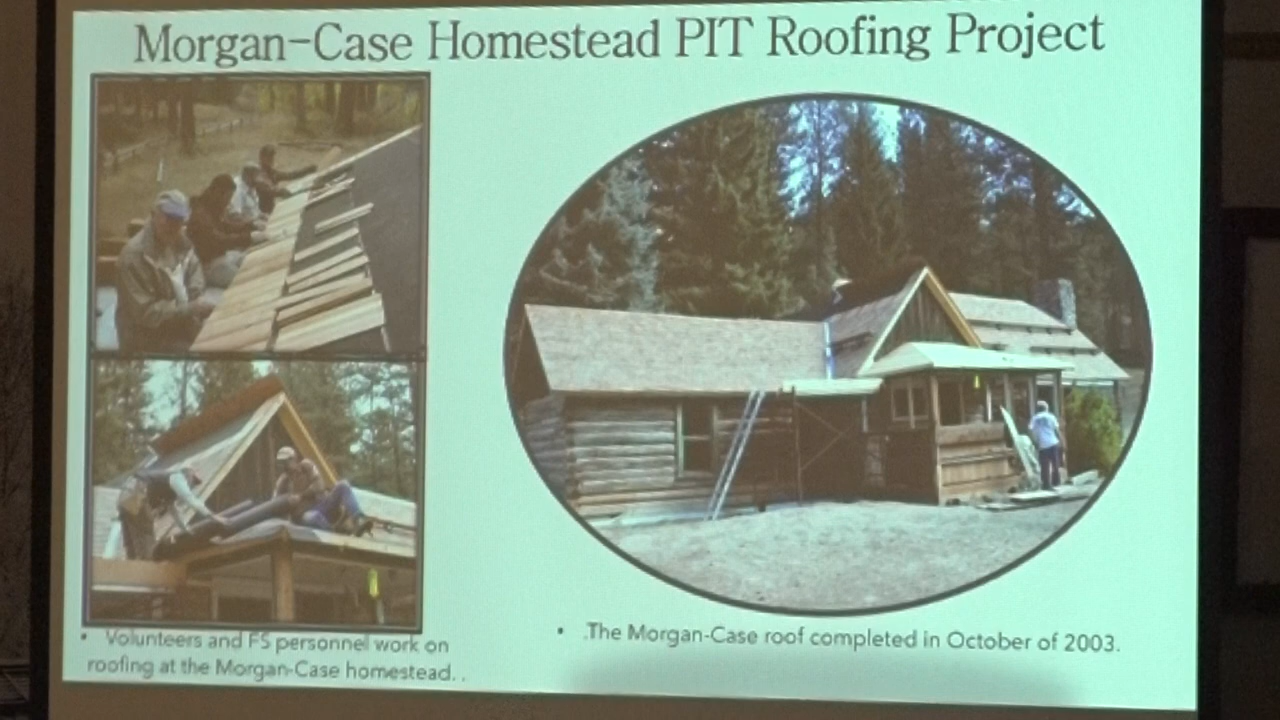 Morgan-Case Homestead PIT Roofing Project
• Volunteers and FS personnel work on
roofing at the Morgan-Case homestead. .
• .The Morgan-Case roof completed in October of 2003.